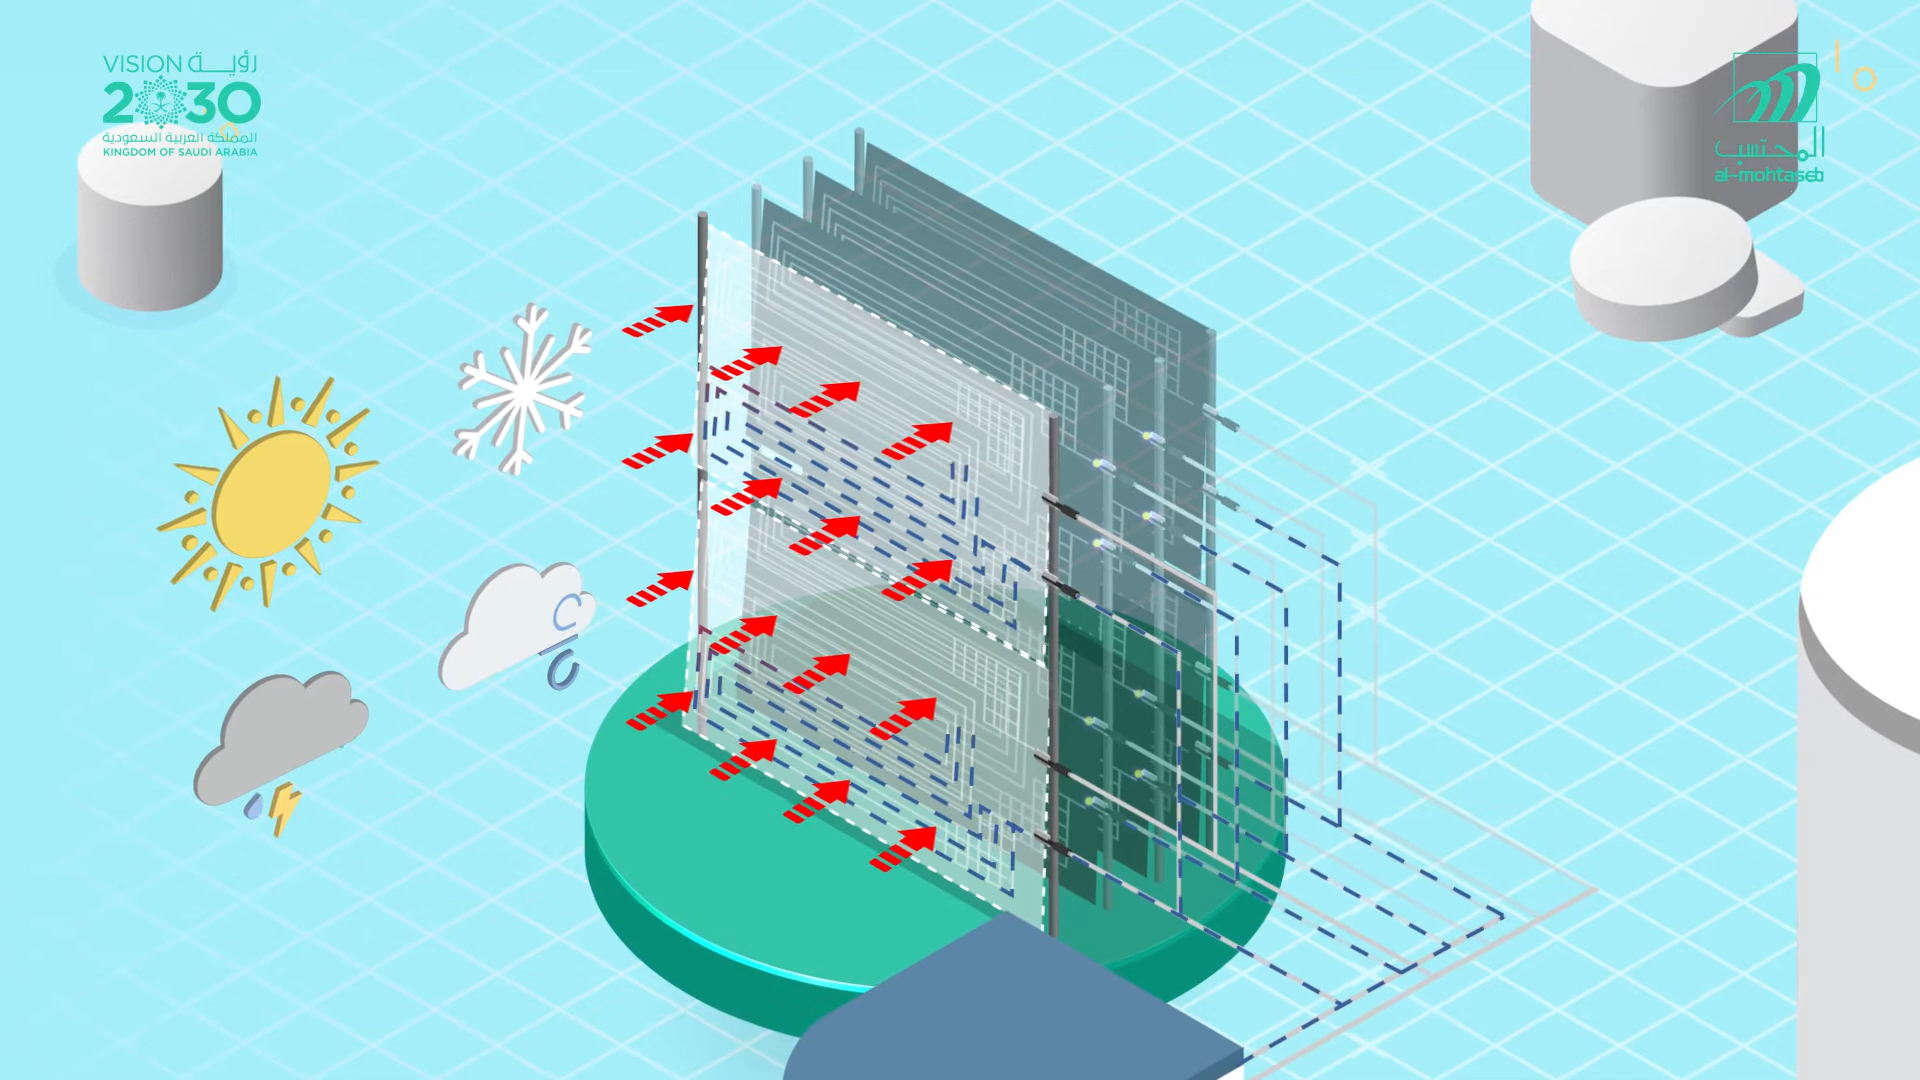 VISION رؤيـــة
2030
المملكة العربية السعودية
KINGDOM OF SAUDI ARABIA
المحتسب
al-mohtaseb